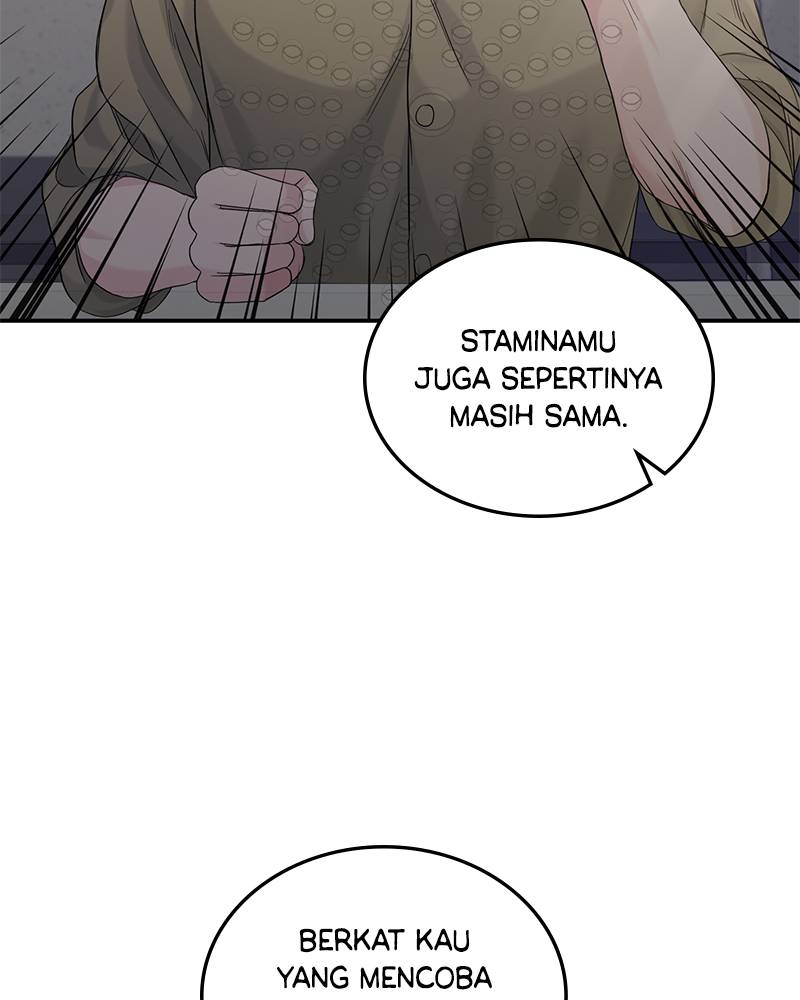 STAMINAMU
JUGA SEPERTINYA
MASIH SAMA.
BERKAT KAU
YANG MENCOBA